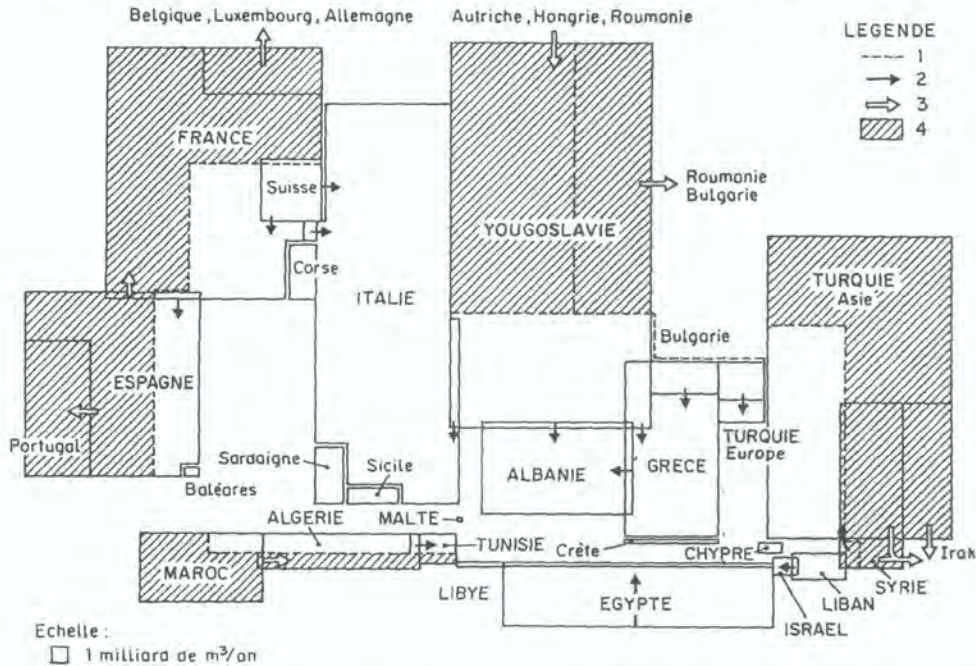 Belgique, Luxembourg, Allemagne
Autriche, Hongrie, Roumanie
LEGENDE
1
2
3
4
FRANCE
Suisse
Corse
ITALIE
YOUGOSLAVIE
Roumanie
Bulgarie
TURQUIE
Asie
Bulgarie
ESPAGNE
Portugal
Baléares
Sardaigne
Sicile
ALBANIE
GRECE
TURQUIE
Europe
MALTE
ALGERIE
TUNISIE
Crète
CHYPRE
Irak
MAROC
LIBYE
EGYPTE
ISRAEL
LIBAN
SYRIE
Echelle :
1 milliard de m³/an